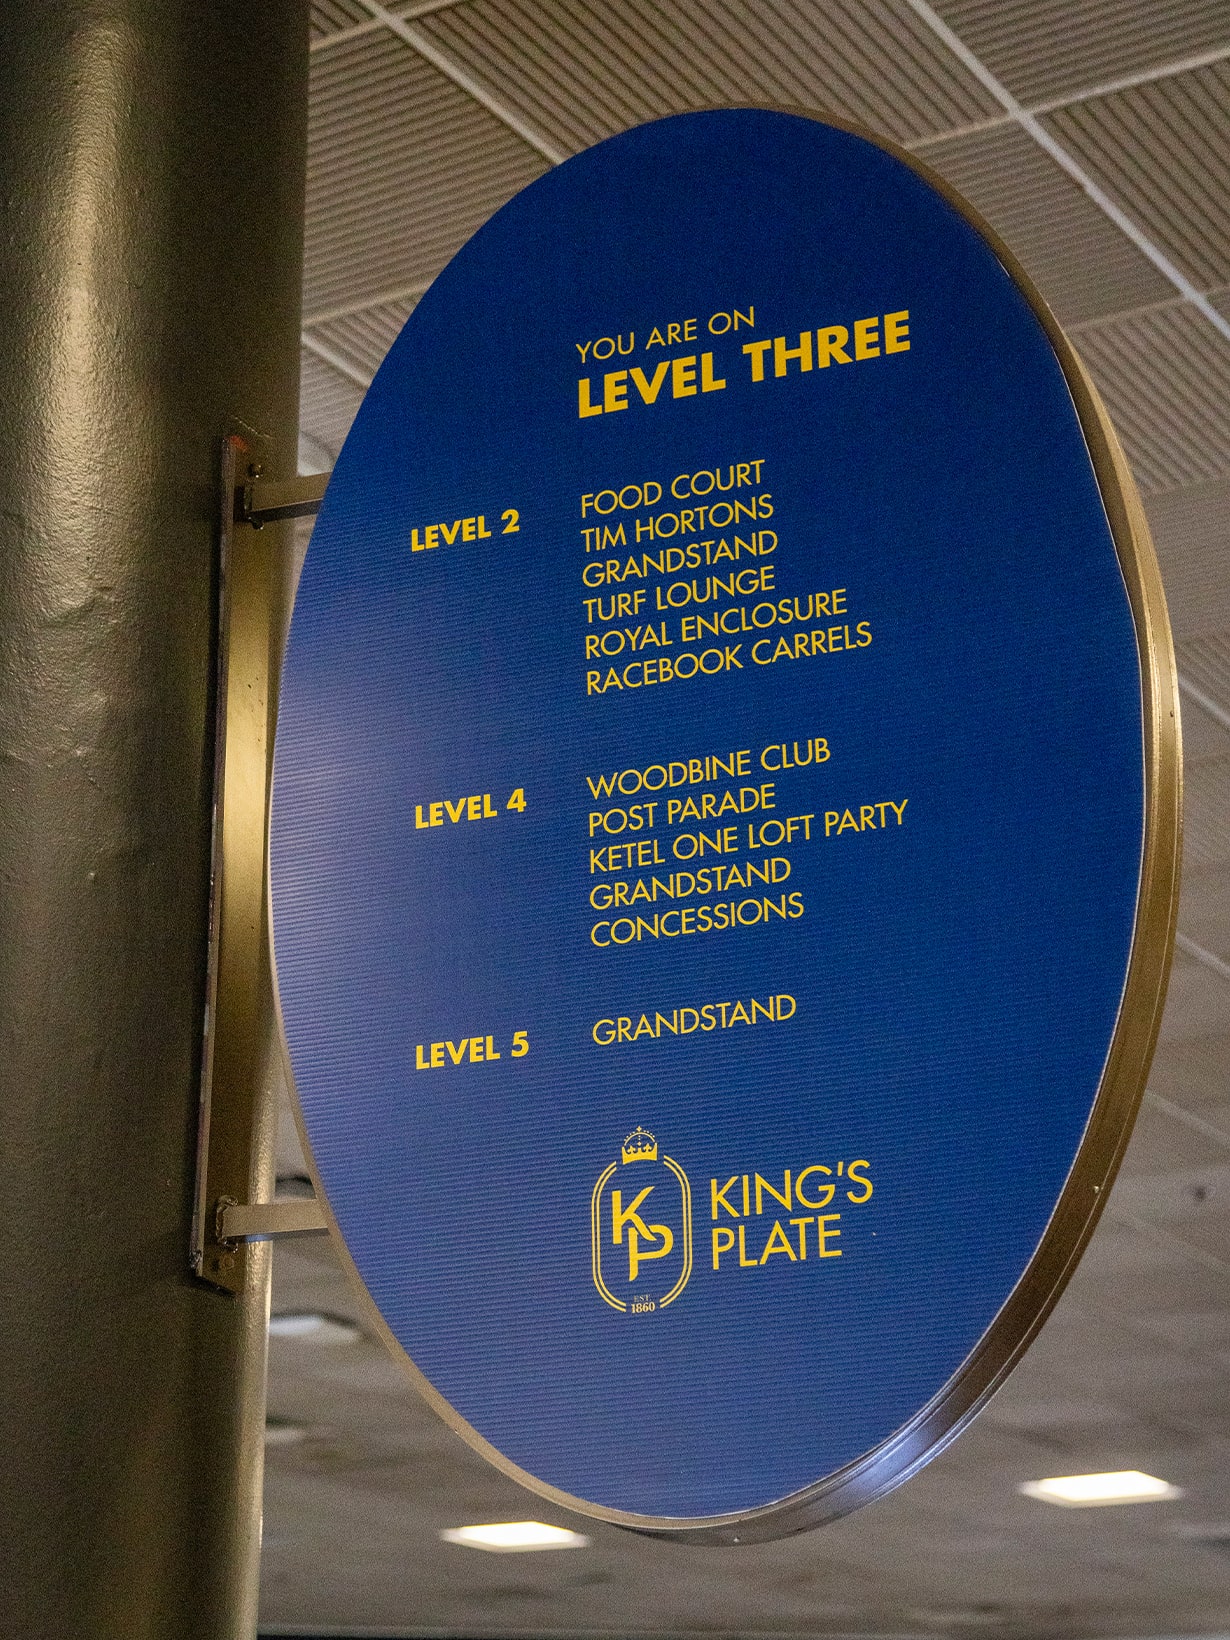 YOU ARE ON
LEVEL THREE
LEVEL 2
FOOD COURT
TIM HORTONS
GRANDSTAND
TURF LOUNGE
ROYAL ENCLOSURE
RACEBOOK CARRELS
LEVEL 4
WOODBINE CLUB
POST PARADE
KETEL ONE LOFT PARTY
GRANDSTAND
CONCESSIONS
LEVEL 5
GRANDSTAND
KP
EST.
1860
KING'S
PLATE